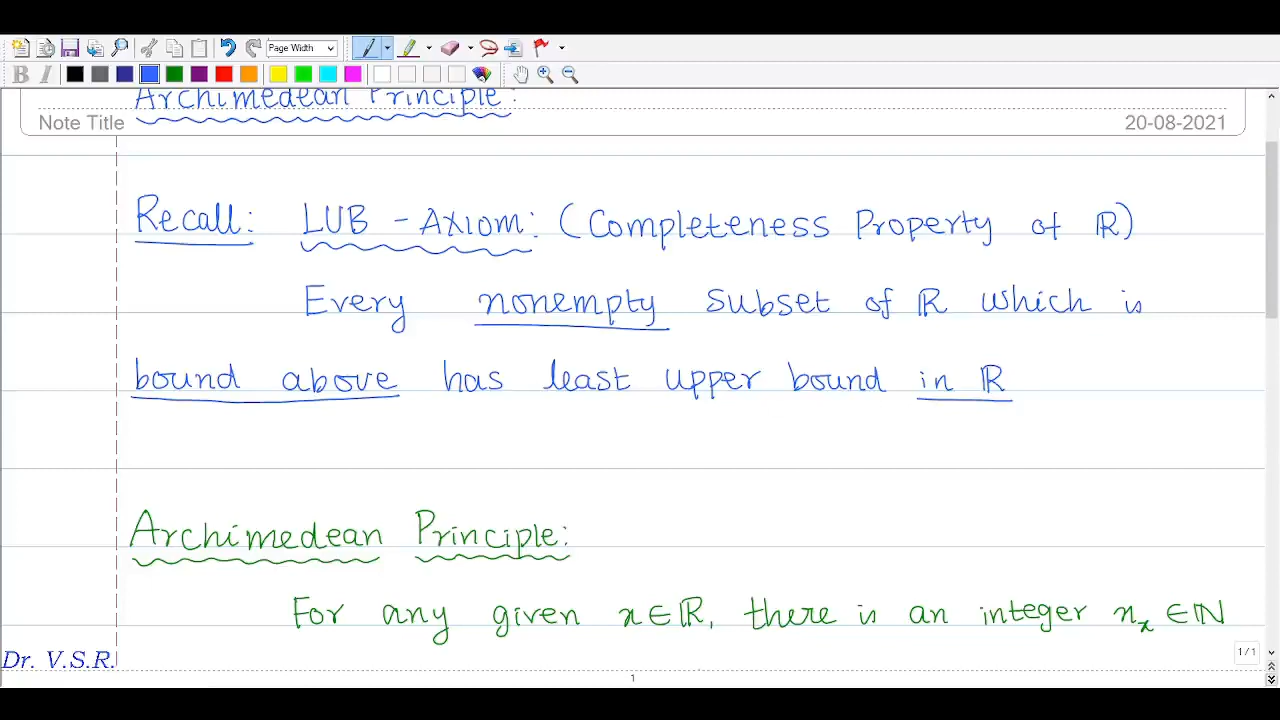 Page Width
B I
Archimedean Principle:
Note Title
20-08-2021
Recall: LUB - AXIOM: (Completeness Property of ℝ)
Every nonempty subset of ℝ which is
bound above has least upper bound in ℝ
Archimedean Principle:
For any given x∈ℝ, there is an integer nₓ ∈ℕ
Dr. V.S.R.
1/1
1